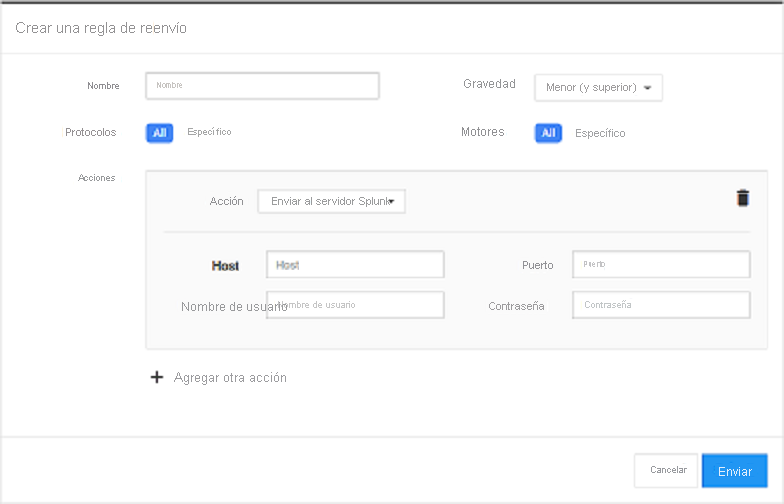 Crear una regla de reenvío
Nombre Nombre Gravedad Menor (y superior)
Protocolos All Específico Motores All Específico
Acciones
Acción Enviar al servidor Splunk
Host Host Puerto Puerto
Nombre de usuario Nombre de usuario Contraseña Contraseña
Agregar otra acción
Cancelar Enviar